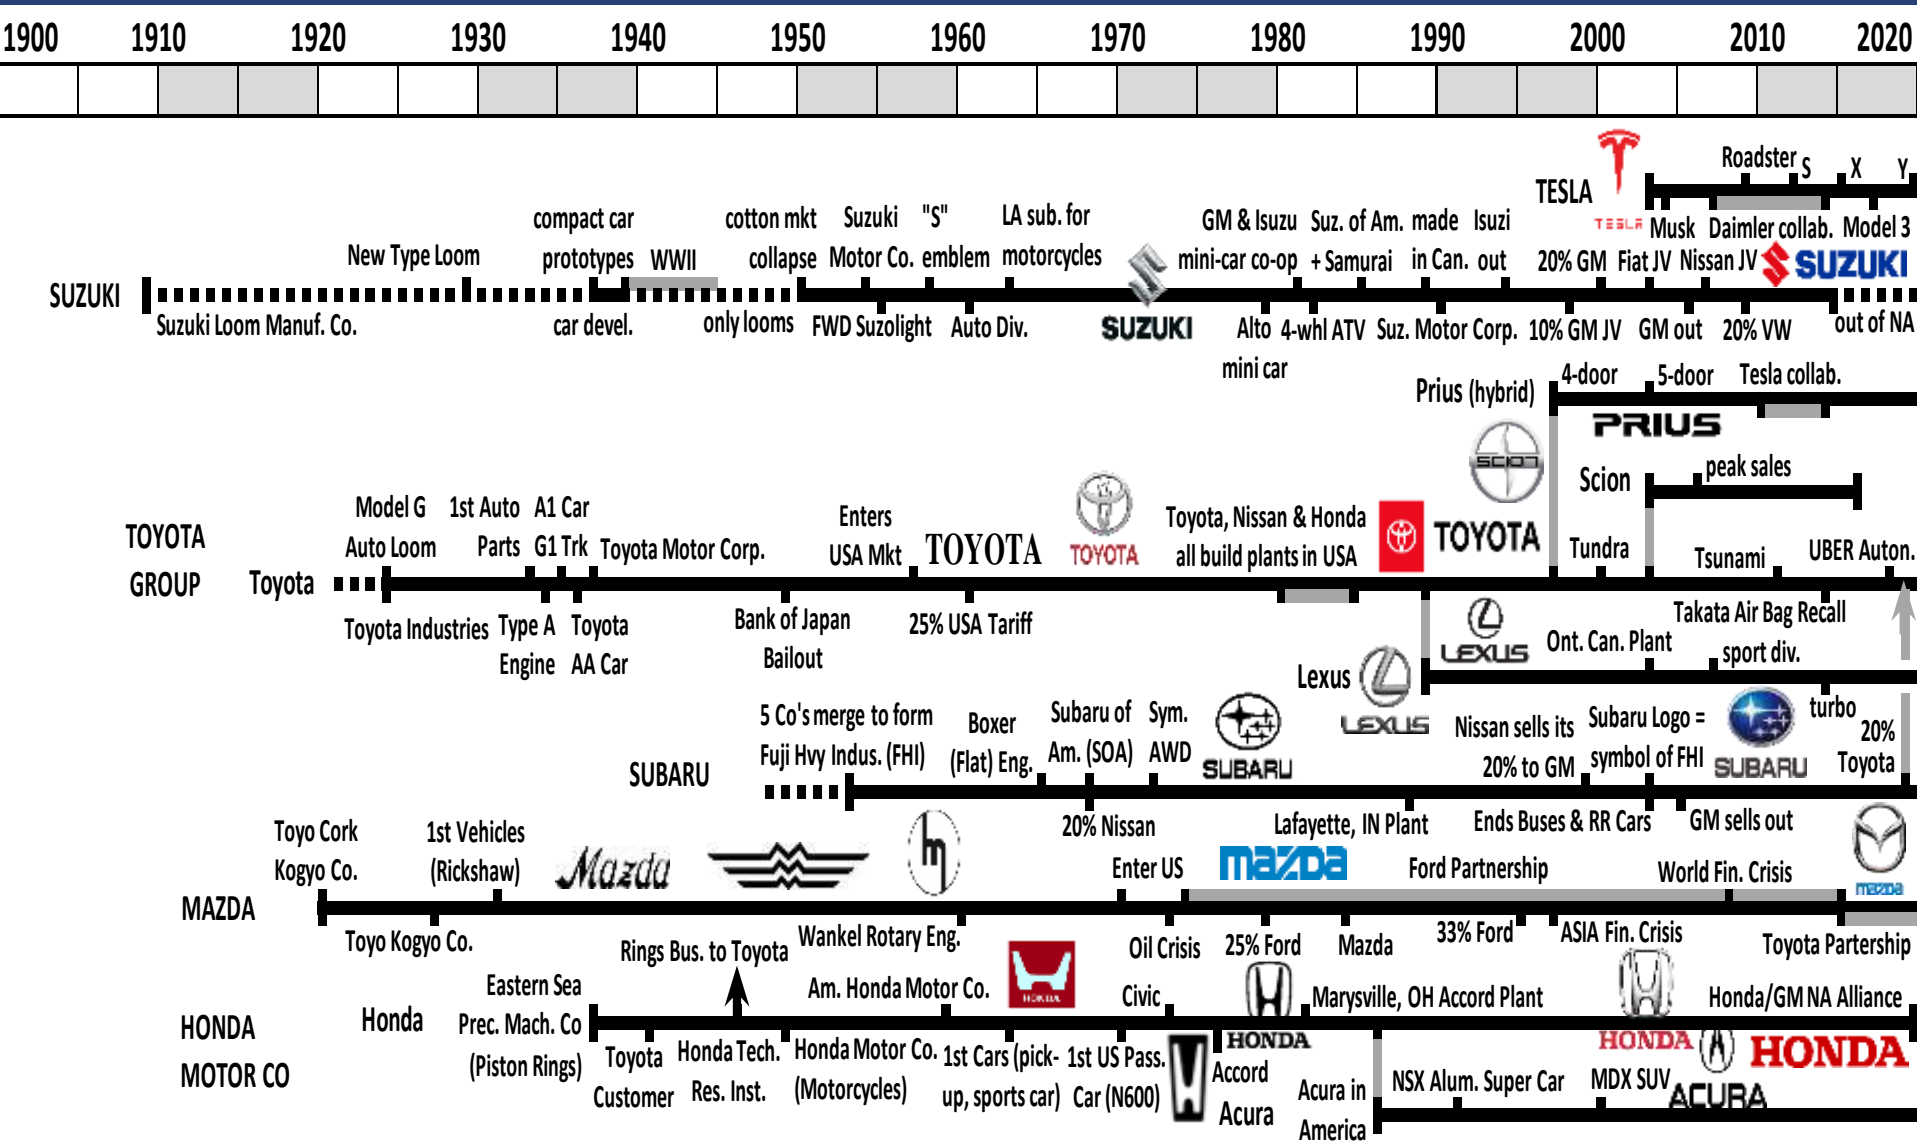 1900 1910 1920 1930 1940 1950 1960 1970 1980 1990 2000 2010 2020
TESLA
TESLA
Roadster S X Y
Musk Daimler collab. Model 3
compact car
prototypes
cotton mkt
collapse
Suzuki
Motor Co.
"S"
emblem
LA sub. for
motorcycles
GM & Isuzu
mini-car co-op
Suz. of Am.
+ Samurai
made
in Can.
Isuzi
out
New Type Loom
WWII
20% GM Fiat JV Nissan JV
SUZUKI
SUZUKI
Suzuki Loom Manuf. Co.
car devel.
only looms
FWD Suzolight
Auto Div.
SUZUKI
Alto
mini car
4-whl ATV
Suz. Motor Corp.
10% GM JV
GM out
20% VW
out of NA
Prius (hybrid)
4-door
5-door
Tesla collab.
PRIUS
SCION
Scion
peak sales
TOYOTA
GROUP
Toyota
Model G
Auto Loom
1st Auto
Parts
A1 Car
G1 Trk
Toyota Motor Corp.
Enters
USA Mkt
TOYOTA
TOYOTA
Toyota, Nissan & Honda
all build plants in USA
TOYOTA
Tundra
Tsunami
UBER Auton.
Toyota Industries
Type A
Engine
Toyota
AA Car
Bank of Japan
Bailout
25% USA Tariff
Takata Air Bag Recall
Lexus
LEXUS
LEXUS
Ont. Can. Plant
sport div.
turbo
SUBARU
5 Co's merge to form
Fuji Hvy Indus. (FHI)
Boxer
(Flat) Eng.
Subaru of
Am. (SOA)
Sym.
AWD
SUBARU
Nissan sells its
20% to GM
Subaru Logo =
symbol of FHI
SUBARU
20%
Toyota
20% Nissan
Lafayette, IN Plant
Ends Buses & RR Cars
GM sells out
MAZDA
Toyo Cork
Kogyo Co.
1st Vehicles
(Rickshaw)
Mazda
m
Enter US
mazda
Ford Partnership
World Fin. Crisis
mazda
Toyo Kogyo Co.
Wankel Rotary Eng.
Oil Crisis
25% Ford
Mazda
33% Ford
ASIA Fin. Crisis
Toyota Partership
HONDA
MOTOR CO
Honda
Eastern Sea
Prec. Mach. Co
(Piston Rings)
Rings Bus. to Toyota
Am. Honda Motor Co.
HONDA
Civic
HONDA
Marysville, OH Accord Plant
HONDA
Honda/GM NA Alliance
HONDA
Toyota
Customer
Honda Tech.
Res. Inst.
Honda Motor Co.
(Motorcycles)
1st Cars (pick-
up, sports car)
1st US Pass.
Car (N600)
Accord
Acura
Acura in
America
NSX Alum. Super Car
MDX SUV
ACURA